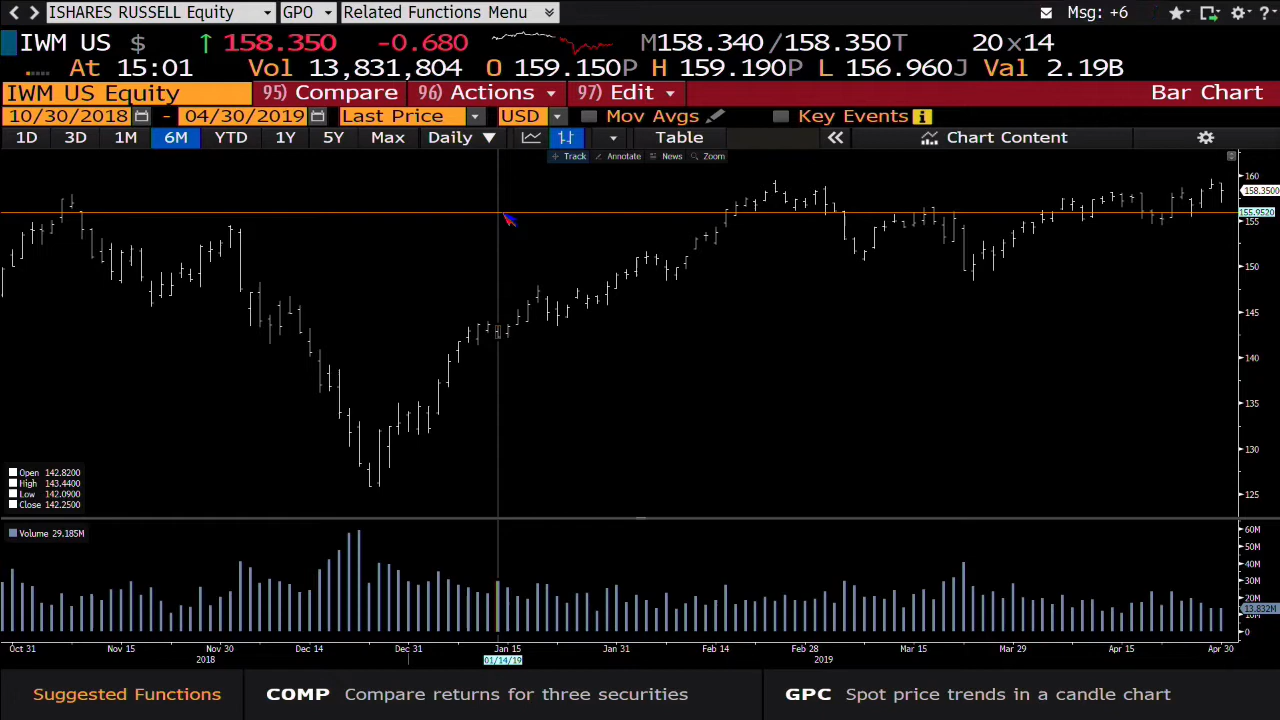 ISHARES RUSSELL Equity GPO Related Functions Menu Msg: +6 ?
IWM US $ ↑ 158.350 -0.680 M158.340 /158.350T 20x14
At 15:01 Vol 13,831,804 O 159.150P H 159.190P L 156.960J Val 2.19B
IWM US Equity 95) Compare 96) Actions 97) Edit Bar Chart
10/30/2018 - 04/30/2019 Last Price USD Mov Avgs Key Events i
1D 3D 1M 6M YTD 1Y 5Y Max Daily ▼ Table « Chart Content
Track Annotate News Zoom
160
158.3500
155.9520
155
150
145
140
135
130
125
Open 142.8200
High 143.4400
Low 142.0900
Close 142.2500
Volume 29.185M
60M
50M
40M
30M
20M
13.832M
10M
0
Oct 31 Nov 15 Nov 30 Dec 14 Dec 31 Jan 15 Jan 31 Feb 14 Feb 28 Mar 15 Mar 29 Apr 15 Apr 30
2018 01/14/19 2019
Suggested Functions COMP Compare returns for three securities GPC Spot price trends in a candle chart